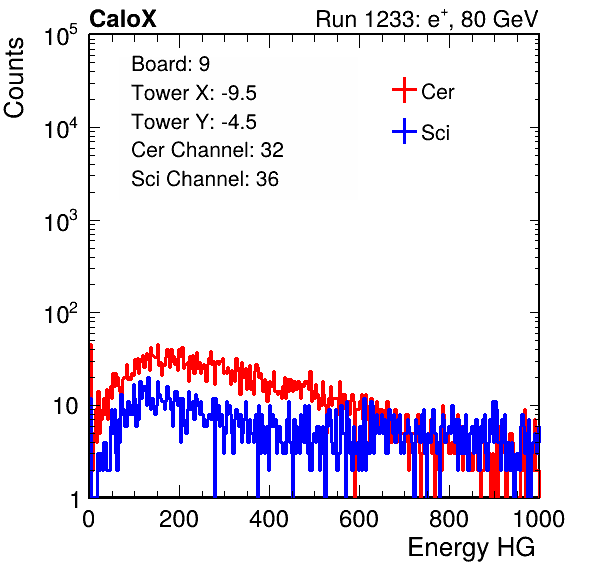 CaloX Run 1233: e⁺, 80 GeV
Counts
Board: 9
Tower X: -9.5
Tower Y: -4.5
Cer Channel: 32
Sci Channel: 36
Cer
Sci
10⁵
10⁴
10³
10²
10
1
0 200 400 600 800 1000
Energy HG